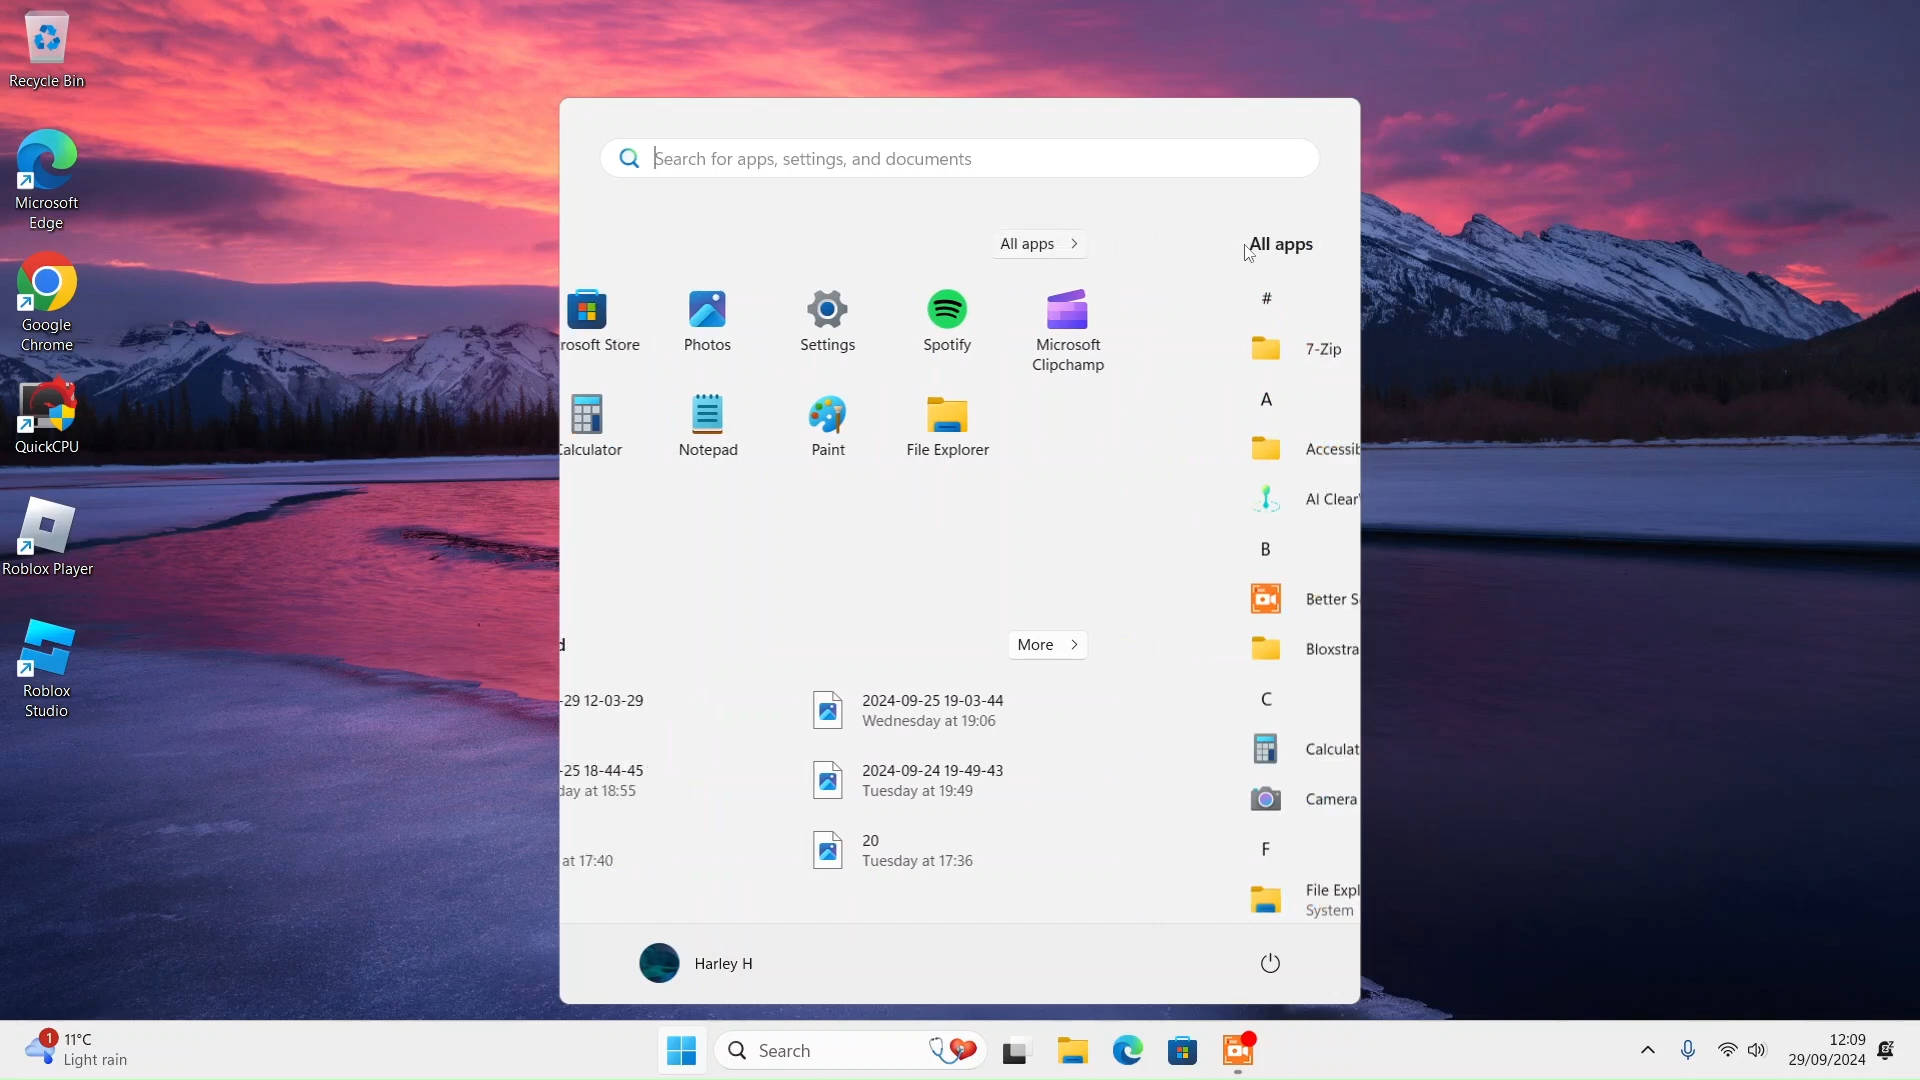 Recycle Bin
Microsoft
Edge
Google
Chrome
QuickCPU
Roblox Player
Roblox
Studio
Search for apps, settings, and documents
All apps
All apps
#
rosoft Store
Photos
Settings
Spotify
Microsoft
Clipchamp
7-Zip
A
Calculator
Notepad
Paint
File Explorer
Accessib
AI Clear
B
Better S
d
More
Bloxstra
-29 12-03-29
2024-09-25 19-03-44
Wednesday at 19:06
C
-25 18-44-45
day at 18:55
2024-09-24 19-49-43
Tuesday at 19:49
Calculat
Camera
20
at 17:40
Tuesday at 17:36
F
File Expl
System
Harley H
1
11°C
Light rain
Search
12:09
29/09/2024